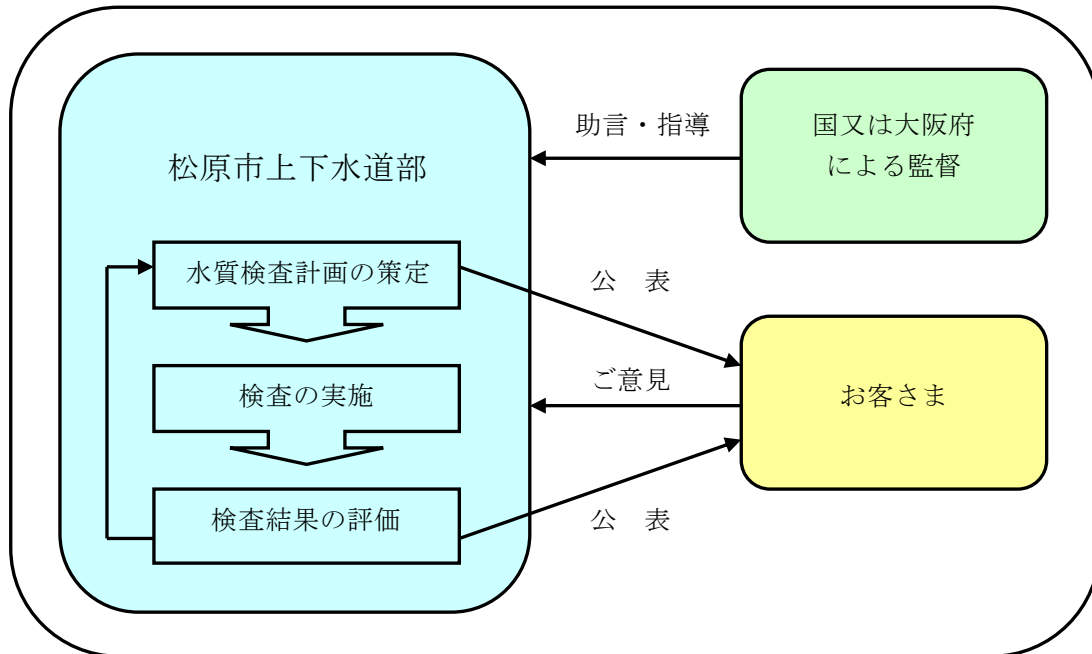 松原市上下水道部
水質検査計画の策定
検査の実施
検査結果の評価
助言・指導
国又は大阪府
による監督
公　表
ご意見
お客さま
公　表